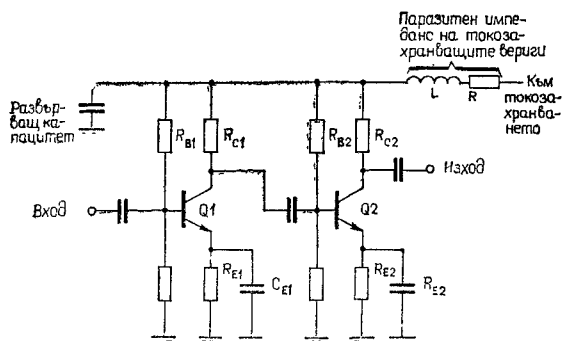 Паразитен импе-
данс на токоза-
хранващите вериги
L
R
Към
токоза-
хранва-
нето
Развър-
ващ ка-
пацитет
RB1
RC1
RB2
RC2
Изход
Вход
Q1
Q2
RE1
CE1
RE2
RE2